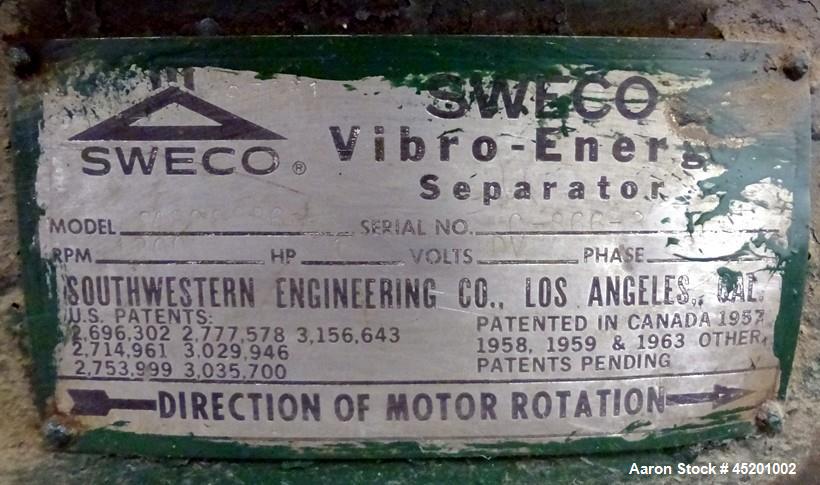 SWECO
SWECO®
Vibro-Energ
Separator
MODEL SERIAL NO.
RPM HP VOLTS PHASE
SOUTHWESTERN ENGINEERING CO., LOS ANGELES, CAL.
U.S. PATENTS: PATENTED IN CANADA 1957
2,696,302 2,777,578 3,156,643 1958, 1959 & 1963 OTHER
2,714,961 3,029,946 PATENTS PENDING
2,753,999 3,035,700
DIRECTION OF MOTOR ROTATION
Aaron Stock # 45201002